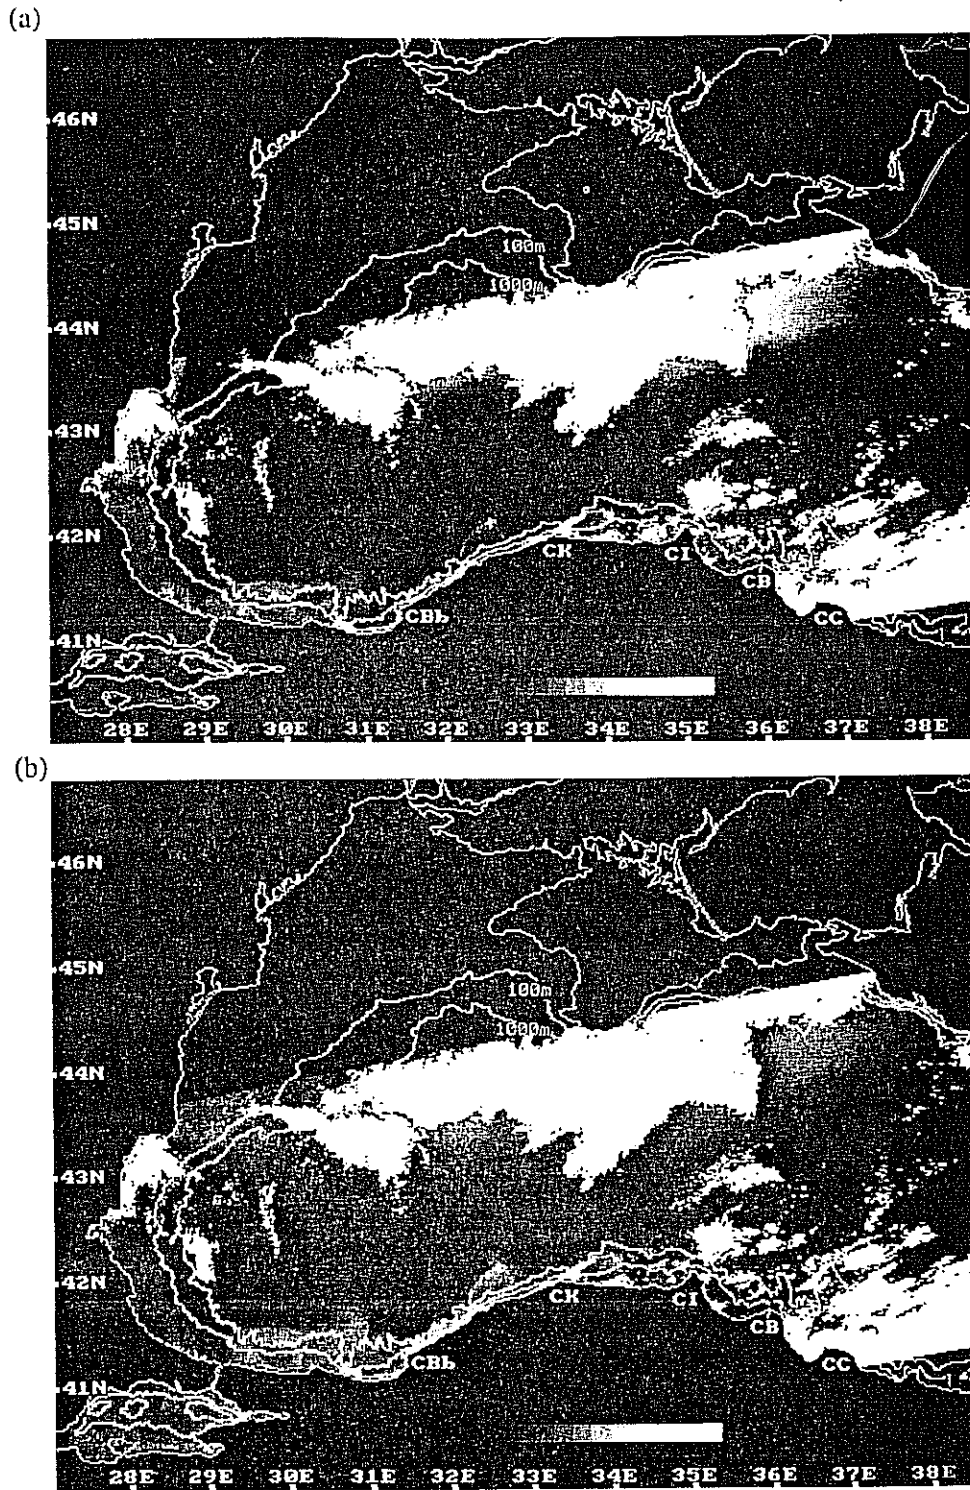 (a)
46N
45N
100m
1000m
44N
43N
42N
CK
CI
CB
CBb
CC
41N
28E 29E 30E 31E 32E 33E 34E 35E 36E 37E 38E
(b)
46N
45N
100m
1000m
44N
43N
42N
CK
CI
CB
CBb
CC
41N
28E 29E 30E 31E 32E 33E 34E 35E 36E 37E 38E